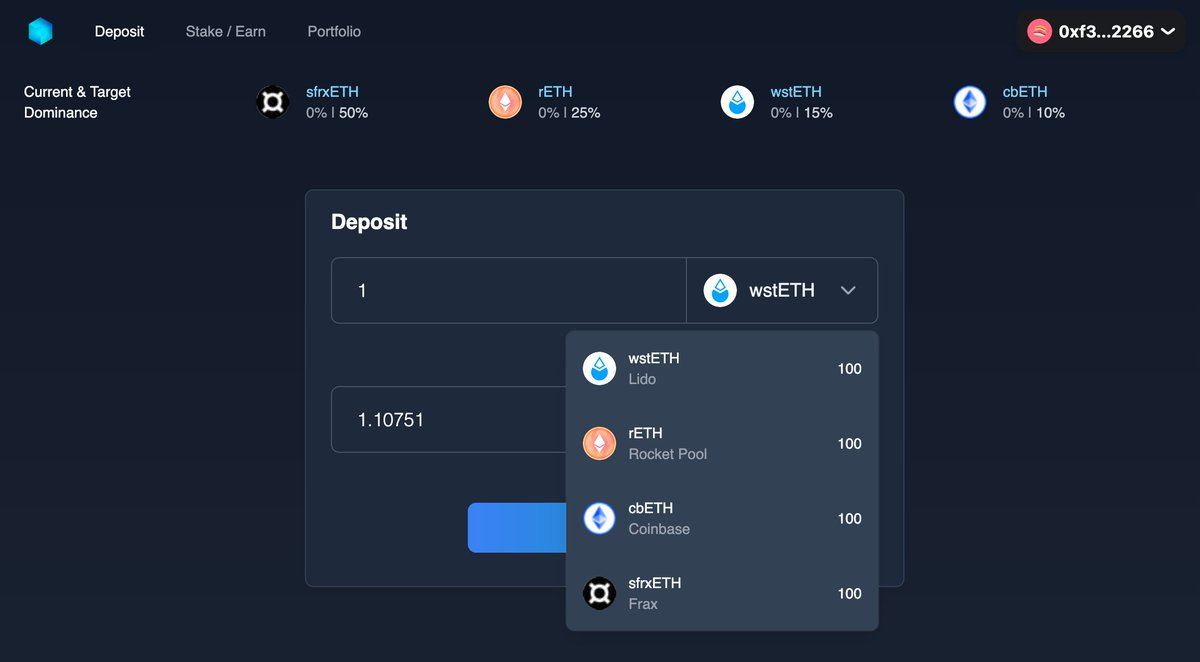 Deposit Stake / Earn Portfolio 0xf3...2266
Current & Target
Dominance
sfrxETH
0% | 50%
rETH
0% | 25%
wstETH
0% | 15%
cbETH
0% | 10%
Deposit
1 wstETH
wstETH 100
Lido
1.10751
rETH 100
Rocket Pool
cbETH 100
Coinbase
sfrxETH 100
Frax